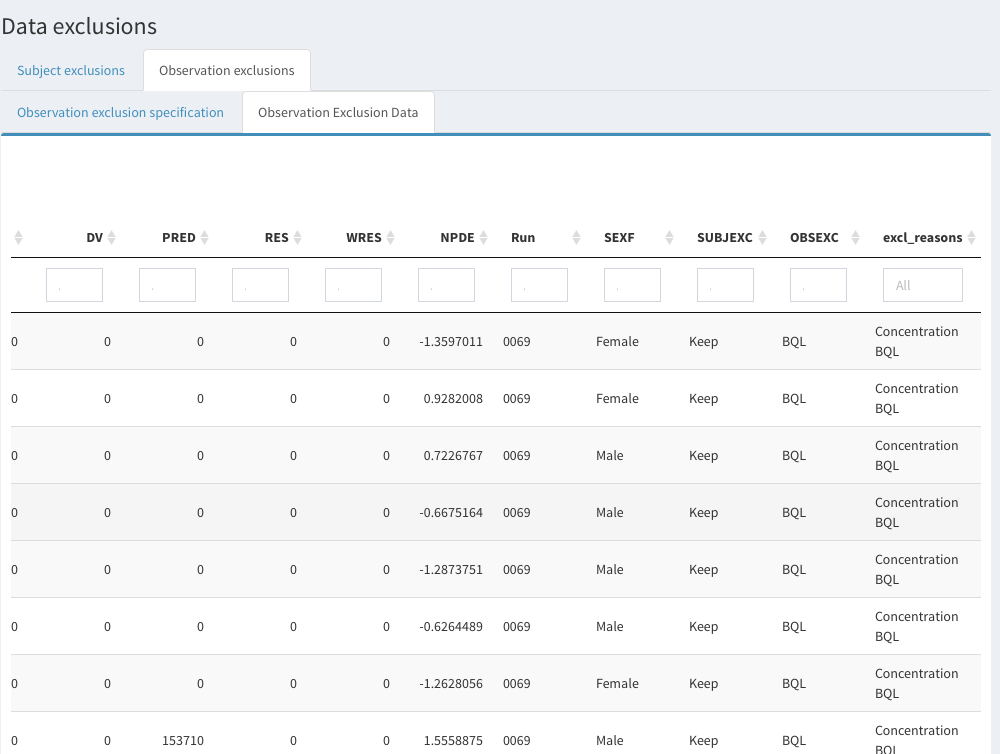 Data exclusions
Subject exclusions Observation exclusions
Observation exclusion specification Observation Exclusion Data
DV PRED RES WRES NPDE Run SEXF SUBJEXC OBSEXC excl_reasons
. . . . . . . . . All
0 0 0 0 0 -1.3597011 0069 Female Keep BQL Concentration
BQL
0 0 0 0 0 0.9282008 0069 Female Keep BQL Concentration
BQL
0 0 0 0 0 0.7226767 0069 Male Keep BQL Concentration
BQL
0 0 0 0 0 -0.6675164 0069 Male Keep BQL Concentration
BQL
0 0 0 0 0 -1.2873751 0069 Male Keep BQL Concentration
BQL
0 0 0 0 0 -0.6264489 0069 Male Keep BQL Concentration
BQL
0 0 0 0 0 -1.2628056 0069 Female Keep BQL Concentration
BQL
0 0 153710 0 0 1.5558875 0069 Male Keep BQL Concentration
BQL